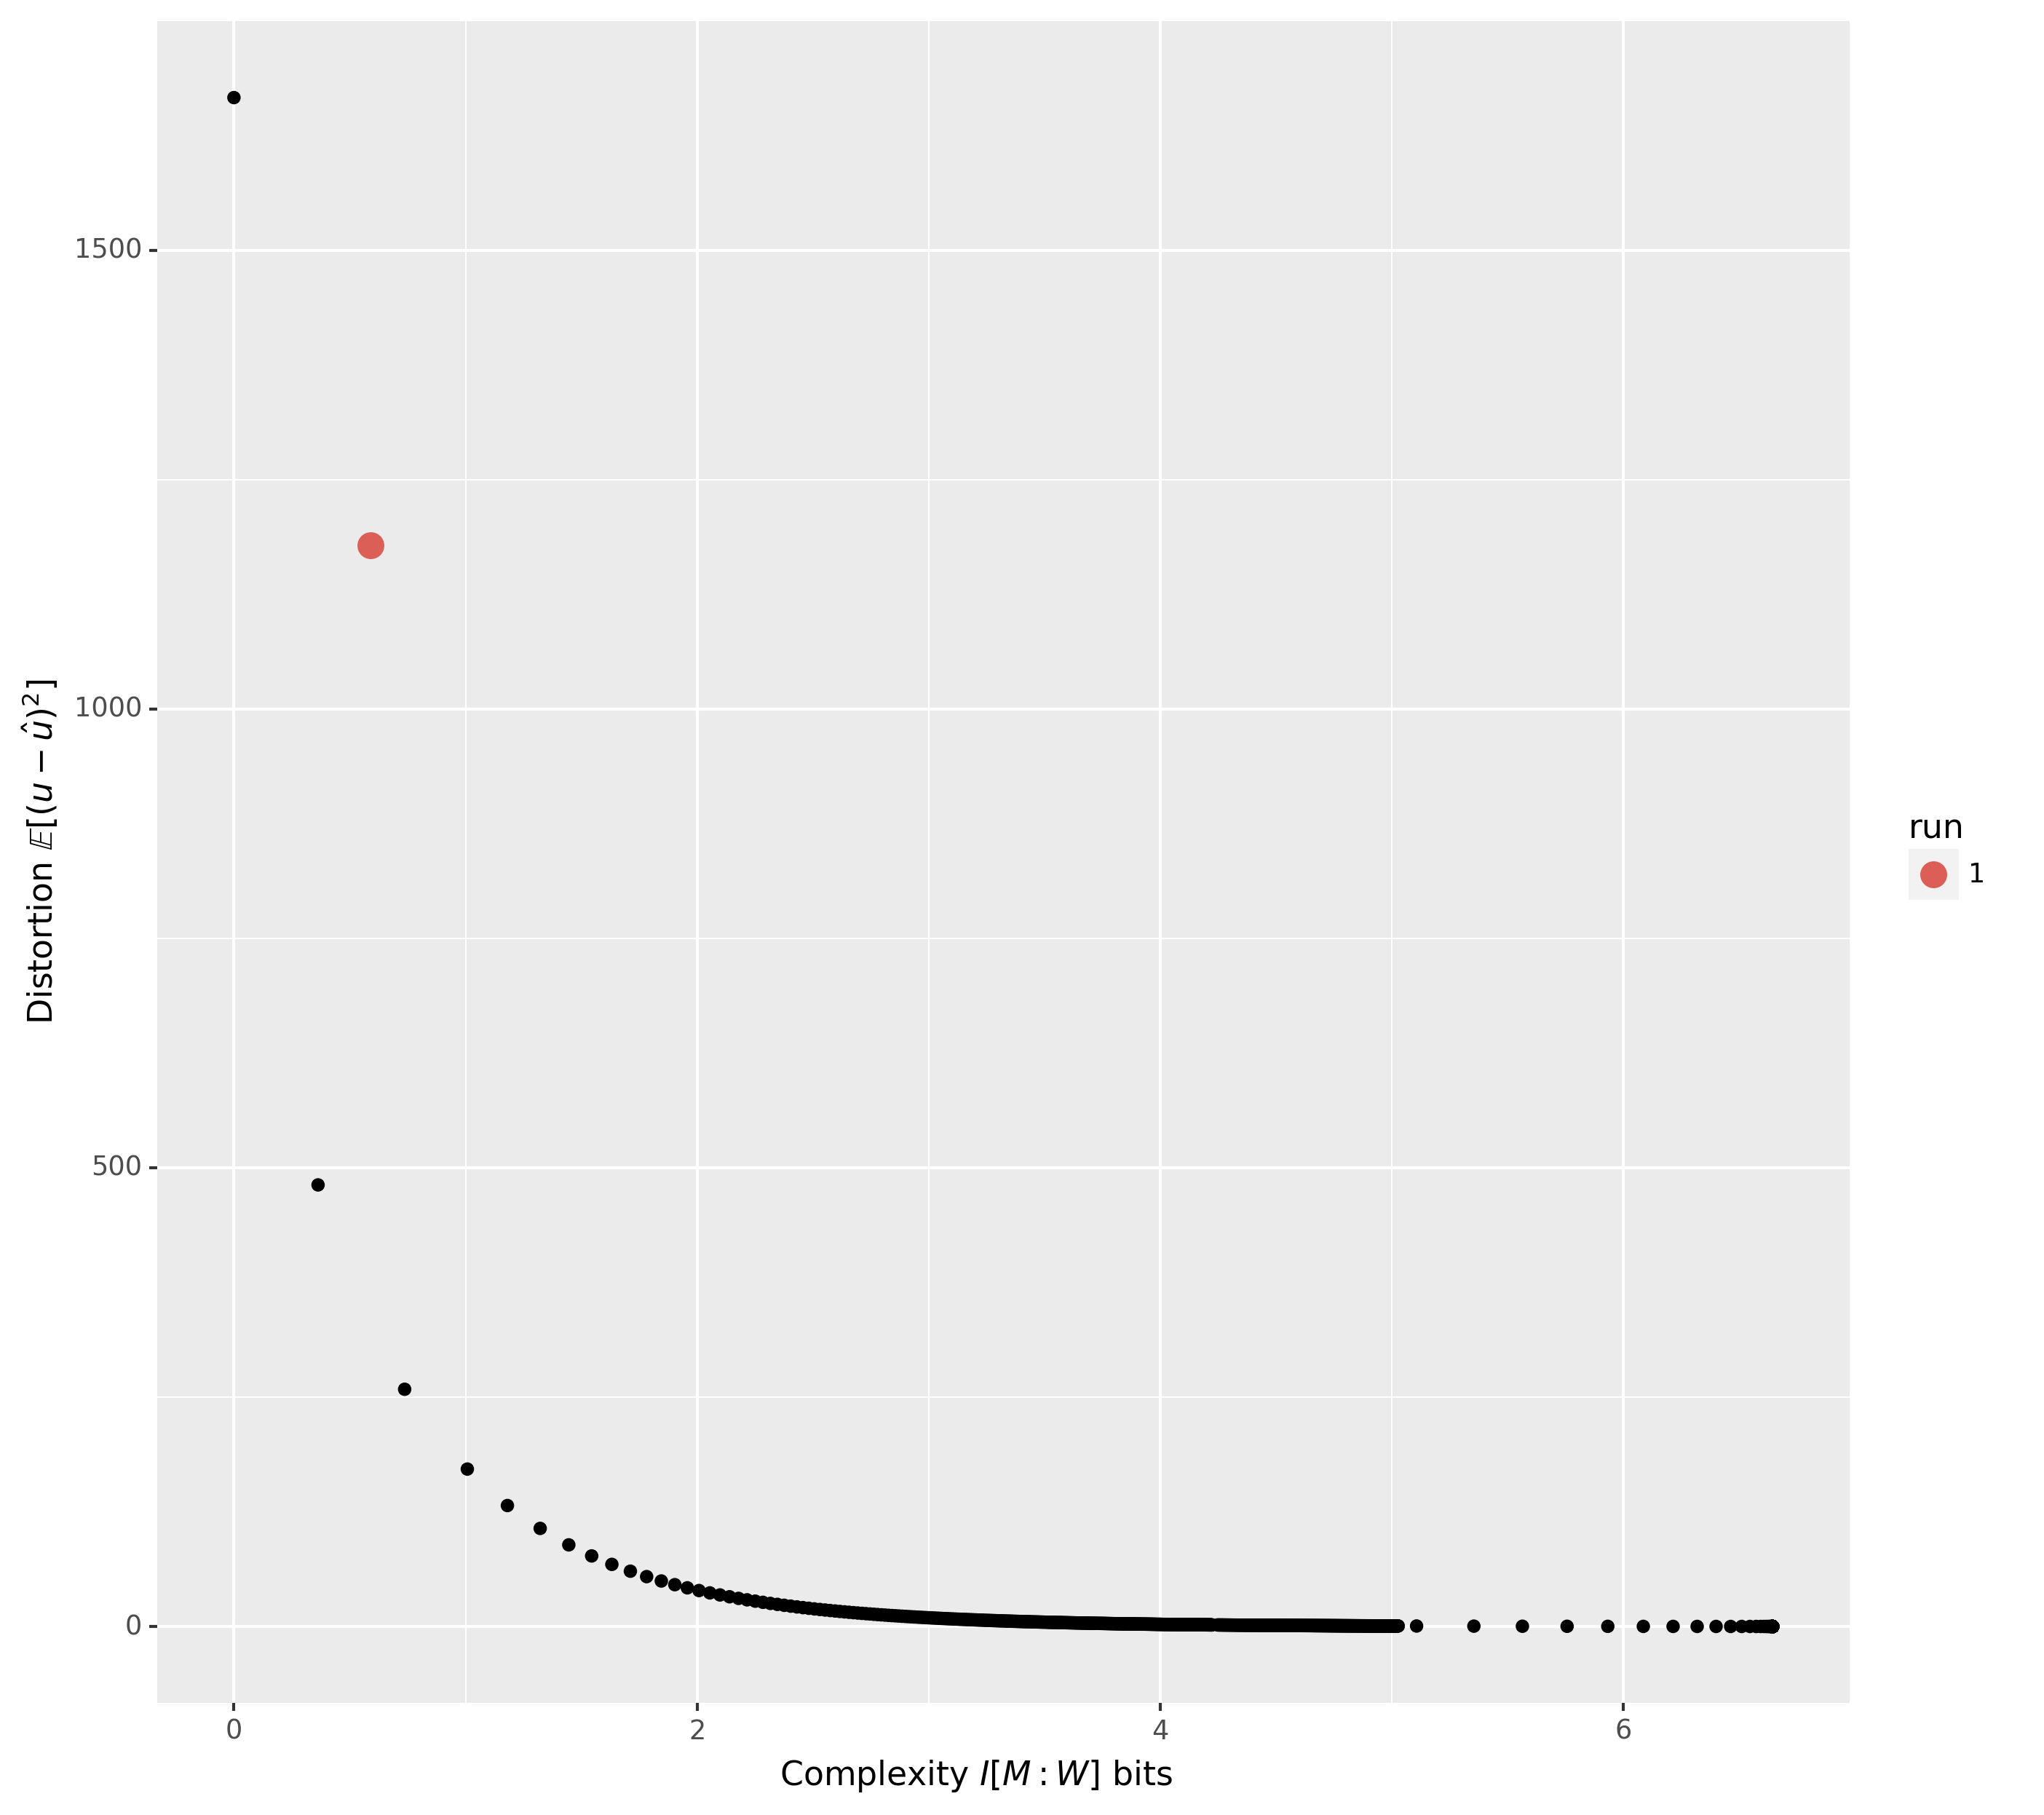 1500
1000
500
0
0 2 4 6
Distortion 𝔼[(u − û)²]
Complexity I[M : W] bits
run
1